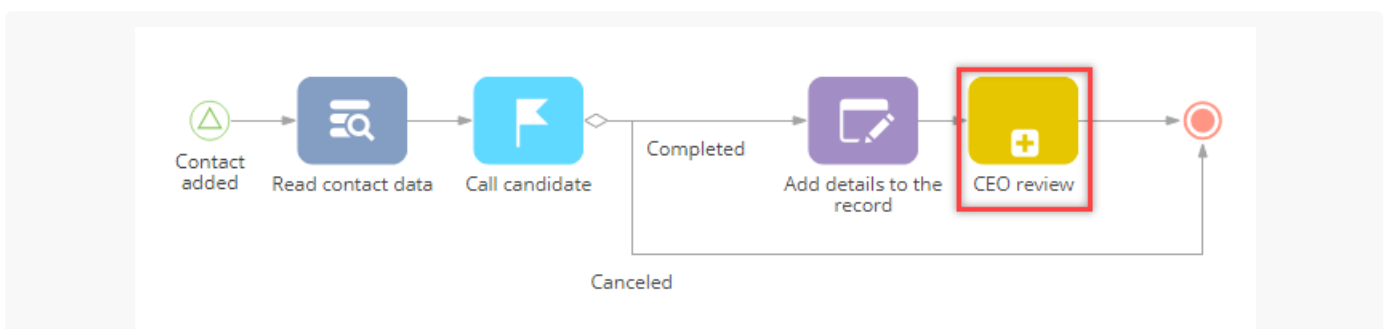 Contact
added
Read contact data
Call candidate
Completed
Add details to the
record
CEO review
Canceled